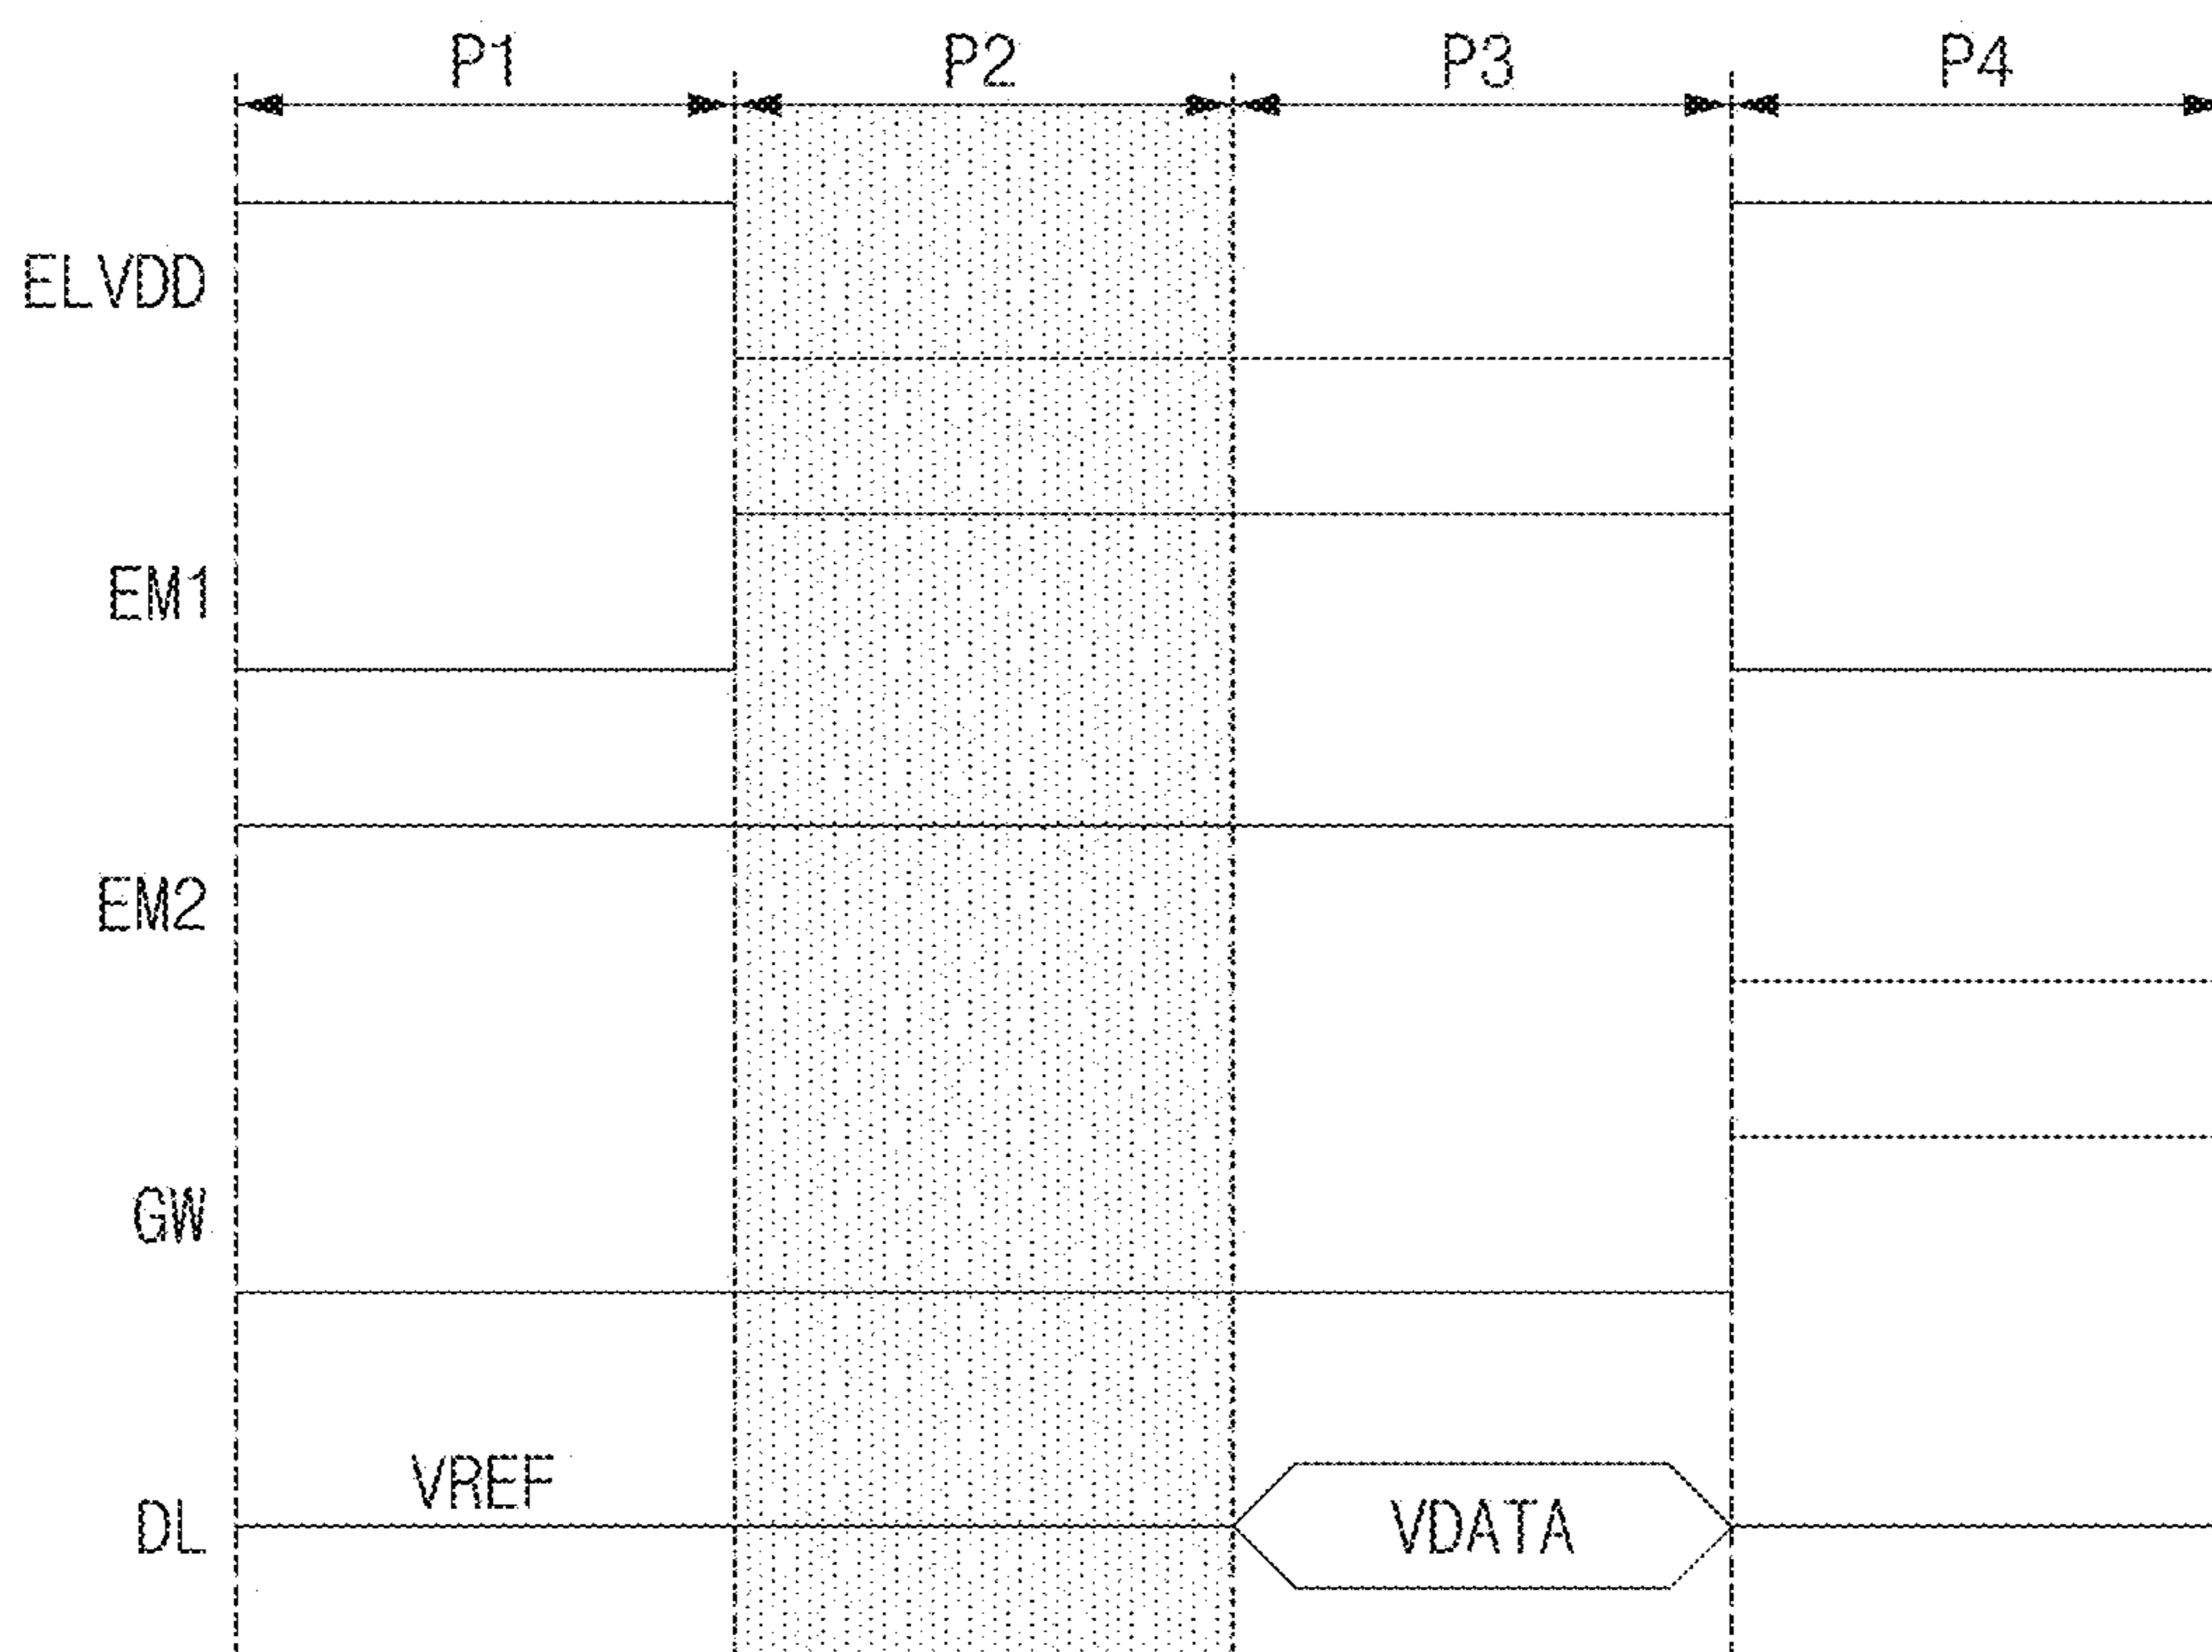 P1 P2 P3 P4
ELVDD
EM1
EM2
GW
VREF
DL VDATA